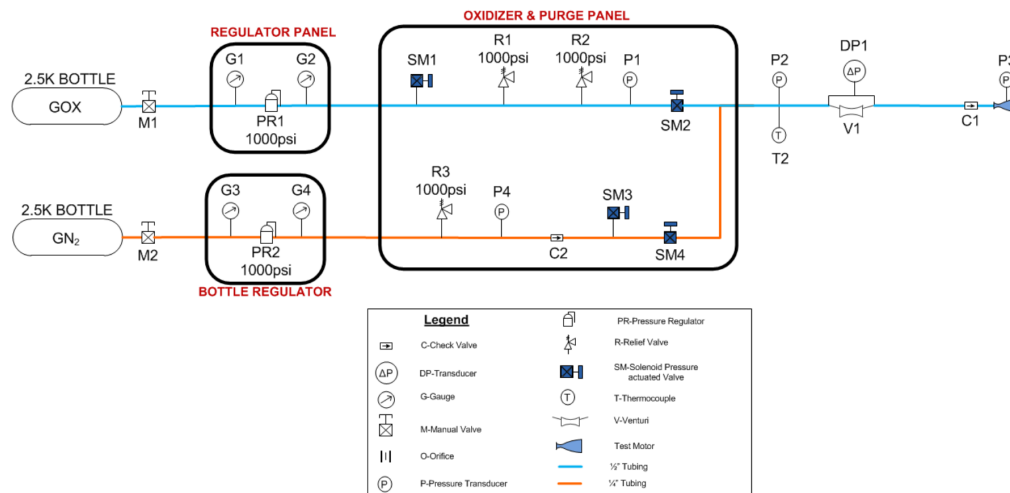 OXIDIZER & PURGE PANEL
REGULATOR PANEL
G1
G2
SM1
R1
1000psi
R2
1000psi
P1
P2
DP1
ΔP
P3
2.5K BOTTLE
GOX
M1
PR1
1000psi
P
SM2
P
T
T2
V1
C1
P
2.5K BOTTLE
GN₂
M2
G3
G4
PR2
1000psi
BOTTLE REGULATOR
R3
1000psi
P4
P
C2
SM3
SM4
Legend
C-Check Valve
ΔP
DP-Transducer
G-Gauge
M-Manual Valve
O-Orifice
P
P-Pressure Transducer
PR-Pressure Regulator
R-Relief Valve
SM-Solenoid Pressure
actuated Valve
T
T-Thermocouple
V-Venturi
Test Motor
½" Tubing
¼" Tubing